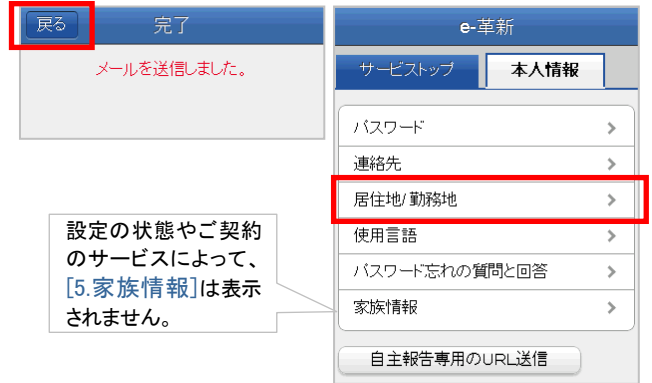 戻る
完了
メールを送信しました。
e-革新
サービストップ
本人情報
パスワード
連絡先
居住地/勤務地
使用言語
パスワード忘れの質問と回答
家族情報
自主報告専用のURL送信
設定の状態やご契約
のサービスによって、
[5.家族情報]は表示
されません。